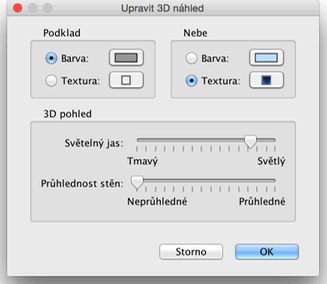 Upravit 3D náhled
Podklad
Nebe
Barva:
Barva:
Textura:
Textura:
3D pohled
Světelný jas:
Tmavý Světlý
Průhlednost stěn:
Neprůhledné Průhledné
Storno OK